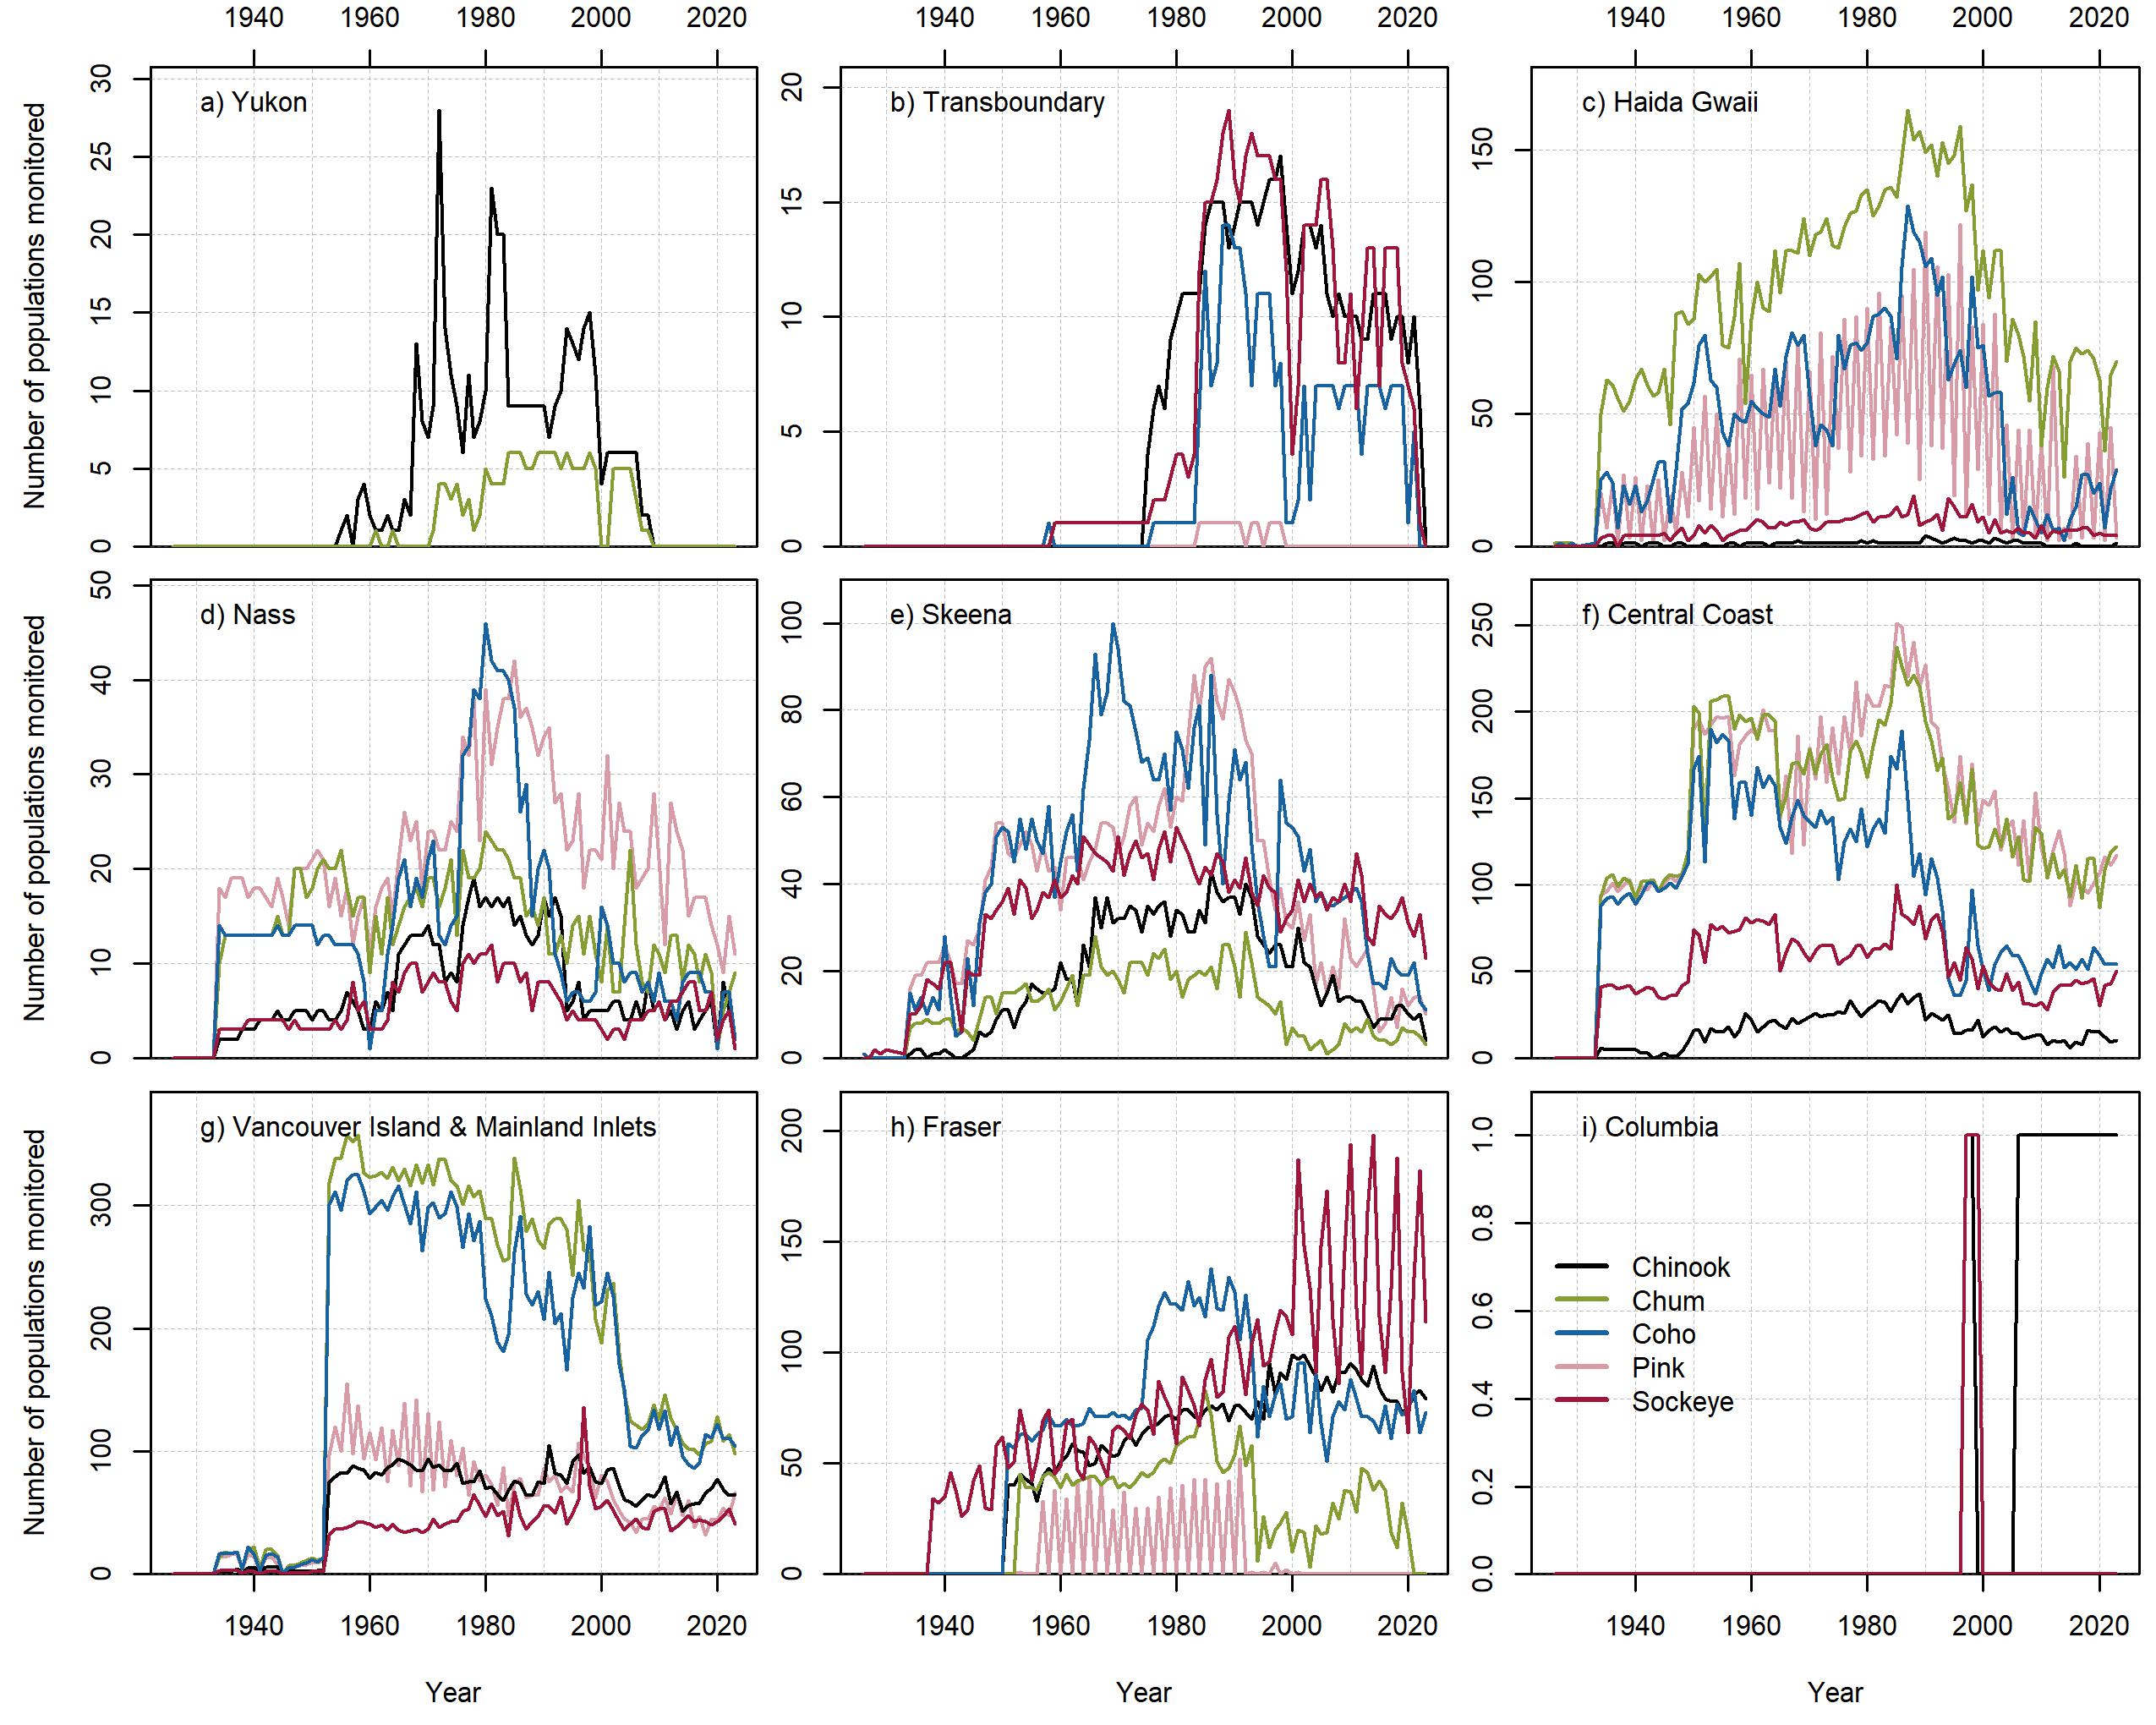 1940 1960 1980 2000 2020 1940 1960 1980 2000 2020 1940 1960 1980 2000 2020
Number of populations monitored
0 5 10 15 20 25 30
a) Yukon
0 5 10 15 20
b) Transboundary
0 50 100 150
c) Haida Gwaii
Number of populations monitored
0 10 20 30 40 50
d) Nass
0 20 40 60 80 100
e) Skeena
0 50 100 150 200 250
f) Central Coast
Number of populations monitored
0 100 200 300
g) Vancouver Island & Mainland Inlets
0 50 100 150 200
h) Fraser
0.0 0.2 0.4 0.6 0.8 1.0
i) Columbia
Chinook
Chum
Coho
Pink
Sockeye
1940 1960 1980 2000 2020 1940 1960 1980 2000 2020 1940 1960 1980 2000 2020
Year Year Year